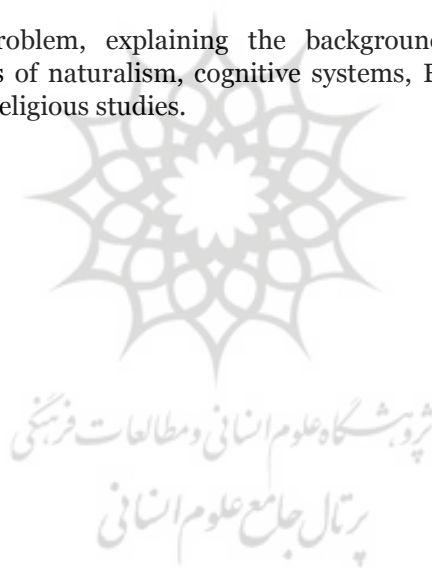 roblem, explaining the background
s of naturalism, cognitive systems, E
eligious studies.
پژوهشگاه علوم انسانی و مطالعات فرهنگی
پرتال جامع علوم انسانی